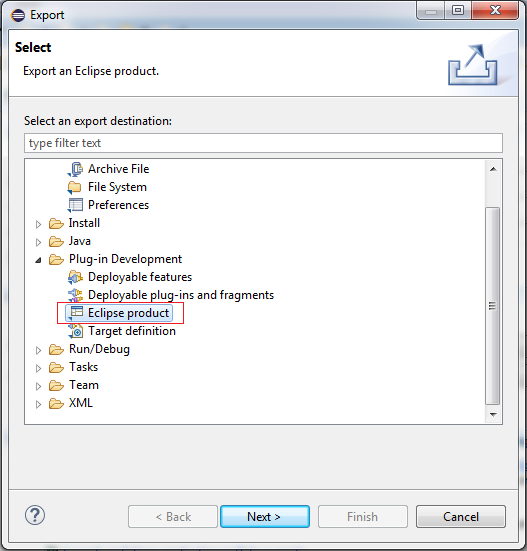 Export
Select
Export an Eclipse product.
Select an export destination:
type filter text
Archive File
File System
Preferences
Install
Java
Plug-in Development
Deployable features
Deployable plug-ins and fragments
Eclipse product
Target definition
Run/Debug
Tasks
Team
XML
? < Back Next > Finish Cancel